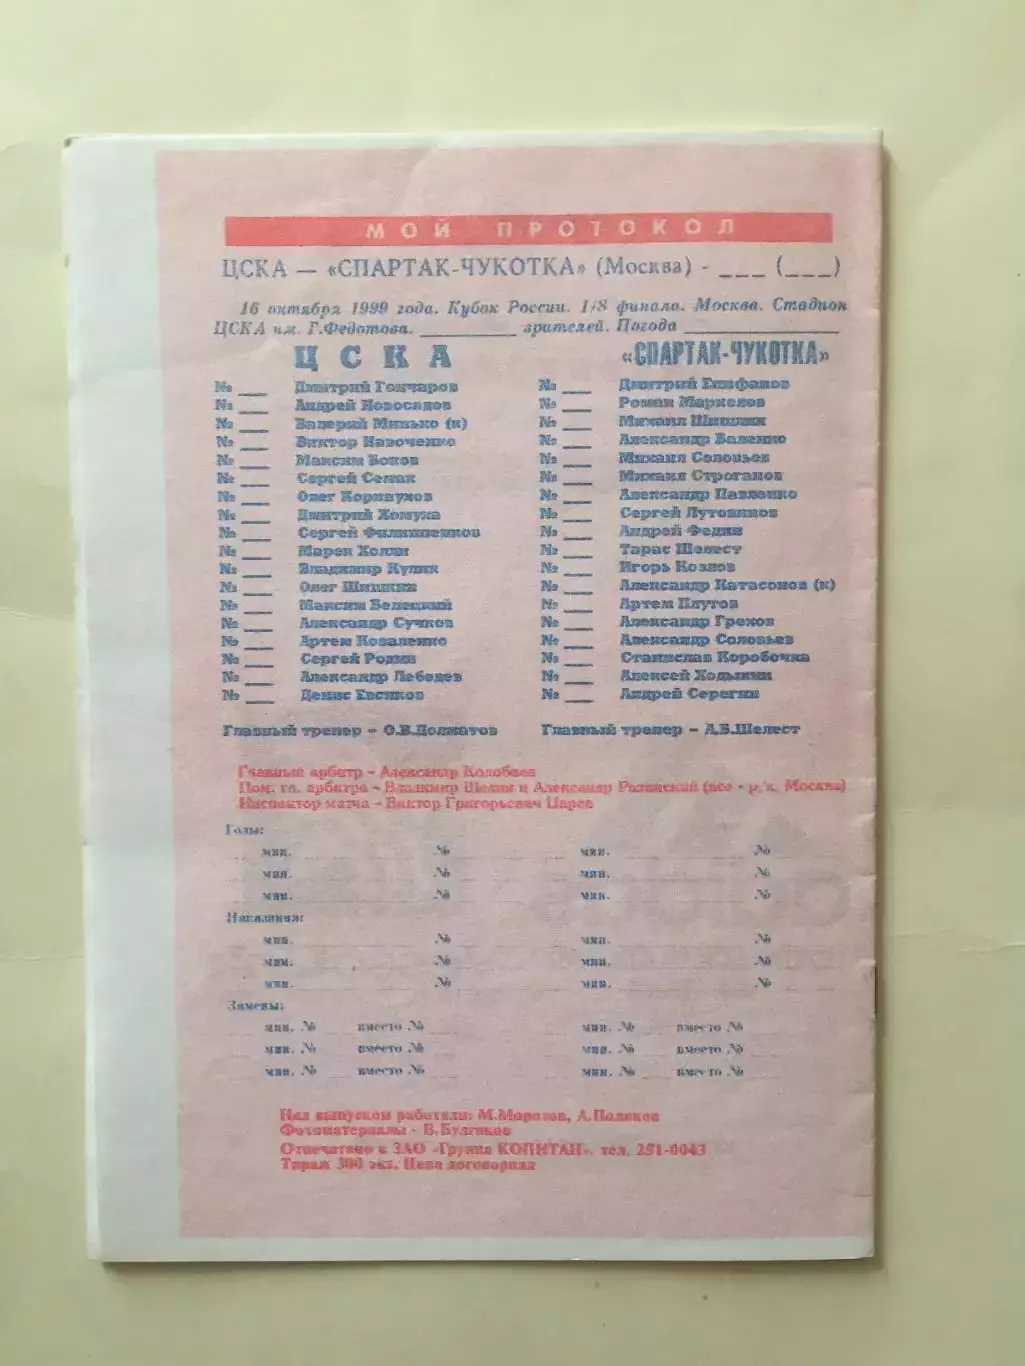 МОЙ ПРОТОКОЛ
ЦСКА — «СПАРТАК-ЧУКОТКА» (Москва) - ___ (___)
16 октября 1999 года. Кубок России. 1/8 финала. Москва. Стадион
ЦСКА им. Г.Федотова. ________ зрителей. Погода ____________
ЦСКА «СПАРТАК-ЧУКОТКА»
№ ___ Дмитрий Гончаров № ___ Дмитрий Епифанов
№ ___ Андрей Новосадов № ___ Роман Маркелов
№ ___ Валерий Минько (к) № ___ Михаил Шишкин
№ ___ Виктор Навоченко № ___ Александр Баленко
№ ___ Максим Боков № ___ Михаил Соловьев
№ ___ Сергей Семак № ___ Михаил Строганов
№ ___ Олег Корнаухов № ___ Александр Павленко
№ ___ Дмитрий Хомуха № ___ Сергей Лутовинов
№ ___ Сергей Филиппенков № ___ Андрей Федин
№ ___ Марек Холли № ___ Тарас Шелест
№ ___ Владимир Кулик № ___ Игорь Козлов
№ ___ Олег Шишкин № ___ Александр Катасонов (к)
№ ___ Максим Белецкий № ___ Артем Плутов
№ ___ Александр Сучков № ___ Александр Грехов
№ ___ Артем Коваленко № ___ Александр Соловьев
№ ___ Сергей Родин № ___ Станислав Коробочка
№ ___ Александр Лебедев № ___ Алексей Ходыкин
№ ___ Денис Евсиков № ___ Андрей Серегин
Главный тренер - О.В.Долматов Главный тренер - А.Б.Шелест
Главный арбитр - Александр Колобаев
Пом. гл. арбитра - Владимир Шелин и Александр (все - р/к, Москва)
Инспектор матча - Виктор Григорьевич Царев
Голы:
мин. № мин. №
мин. № мин. №
мин. № мин. №
Наказания:
мин. № мин. №
мин. № мин. №
мин. № мин. №
Замены:
мин. № вместо № мин. № вместо №
мин. № вместо № мин. № вместо №
мин. № вместо № мин. № вместо №
Над выпуском работали: М.Морозов, А.Поляков
Фотоматериалы - В.Булгаков
Отпечатано в ЗАО «Группа КОПИТАН», тел. 251-0043
Тираж 300 экз. Цена договорная